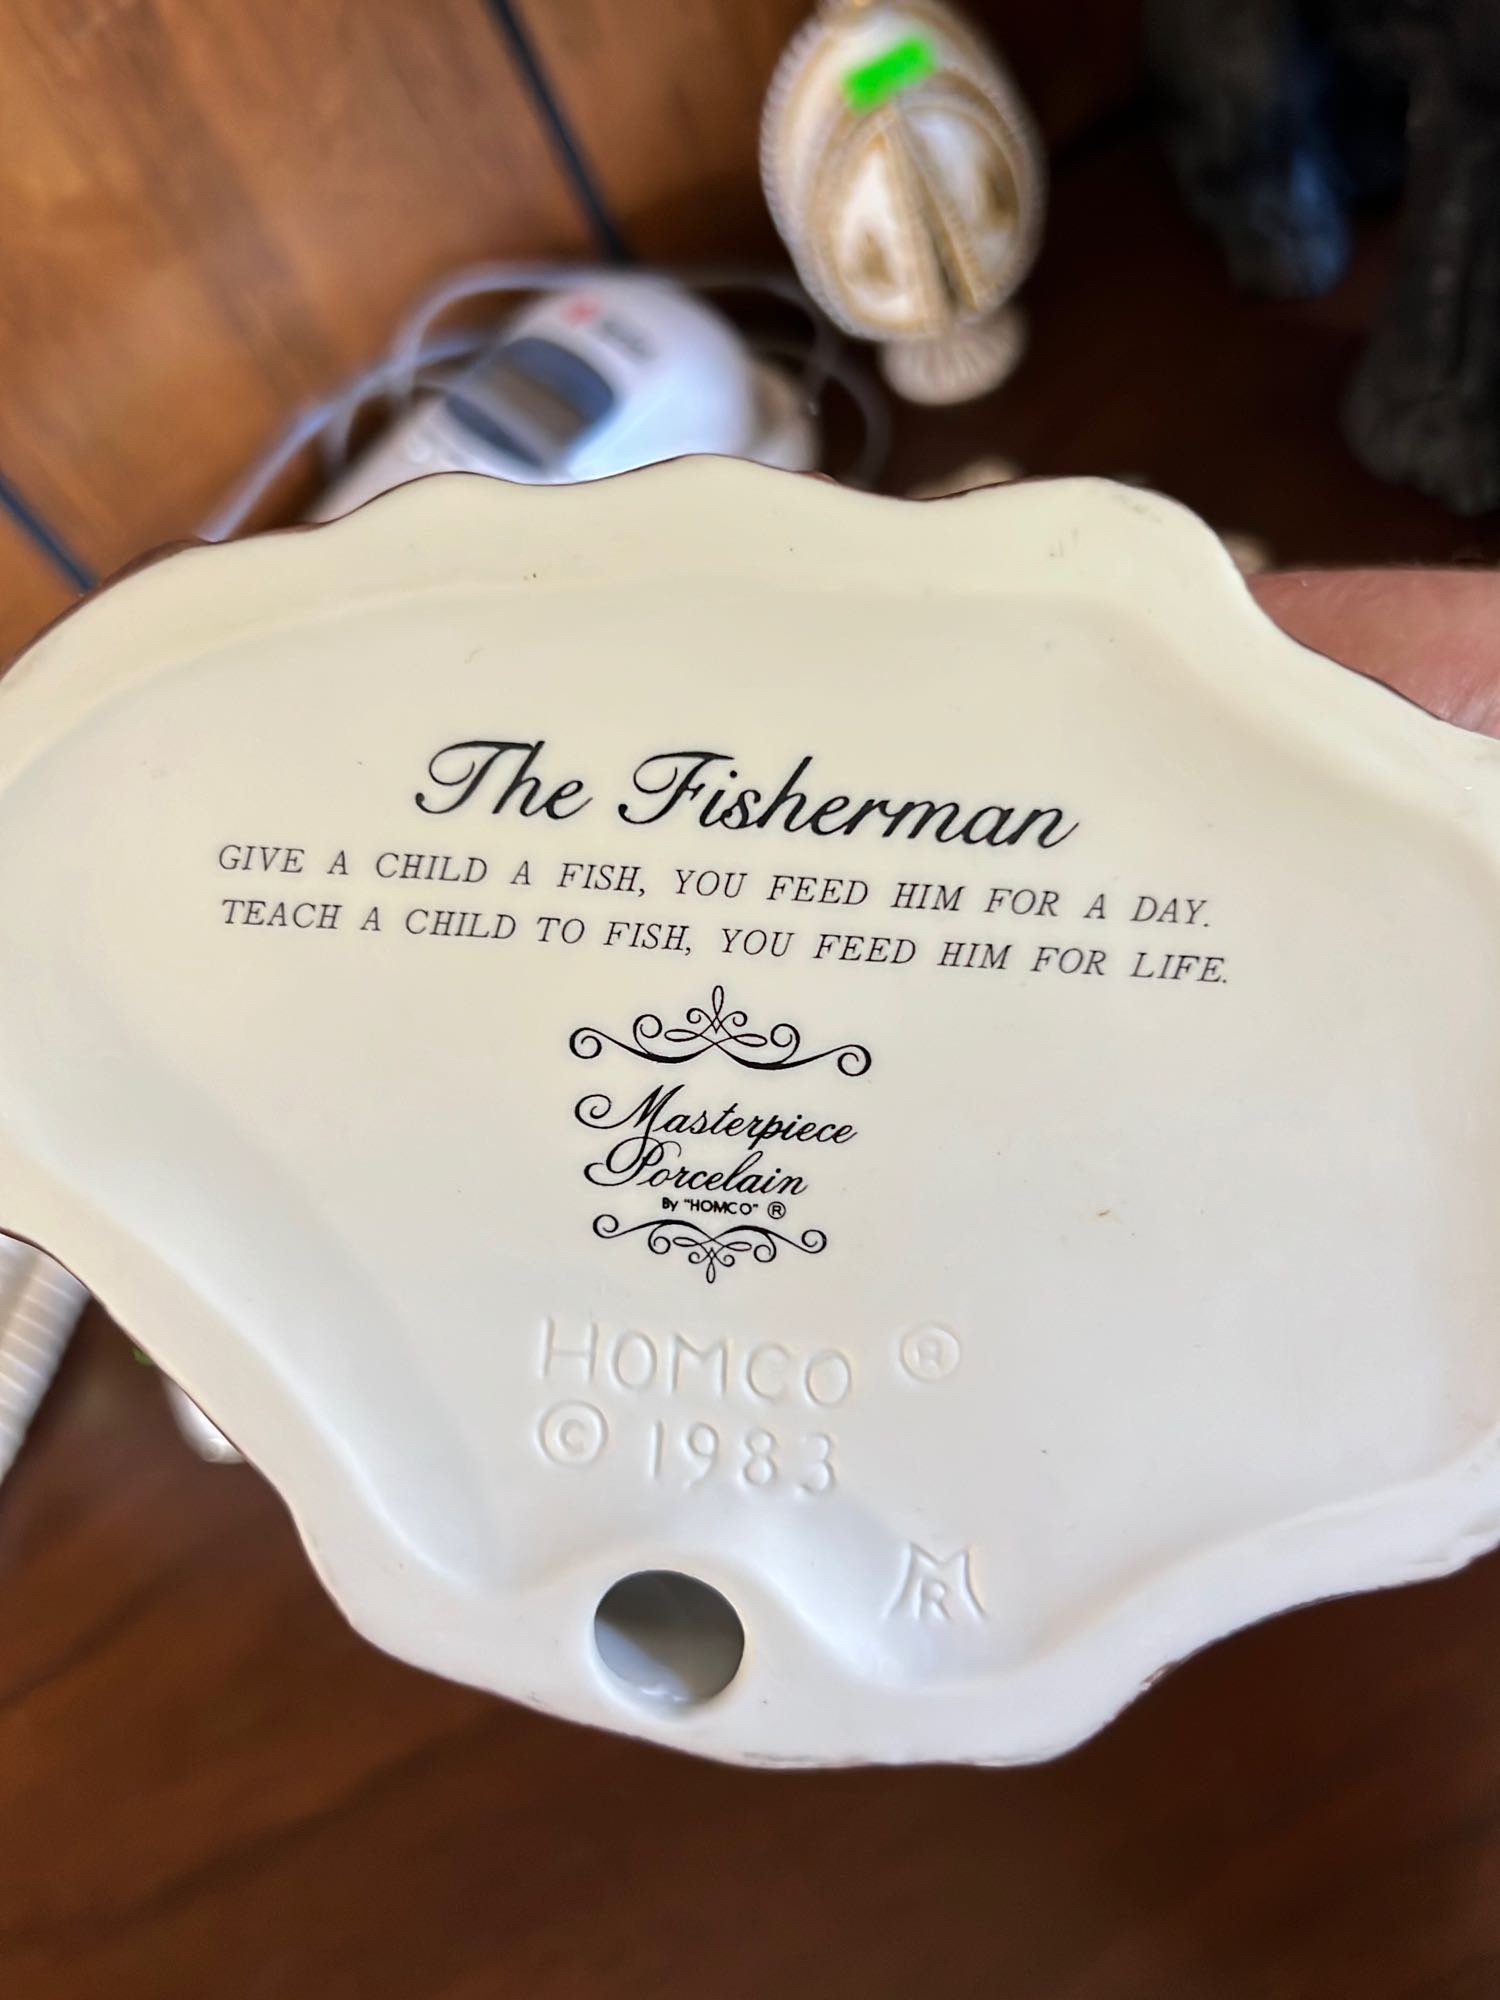 The Fisherman
GIVE A CHILD A FISH, YOU FEED HIM FOR A DAY.
TEACH A CHILD TO FISH, YOU FEED HIM FOR LIFE.
Masterpiece
Porcelain
By "HOMCO" ®
HOMCO ®
© 1983
MR